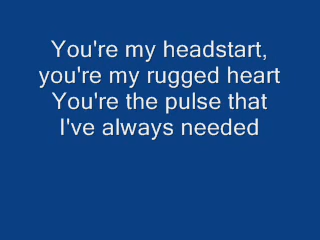 You're my headstart,
you're my rugged heart
You're the pulse that
I've always needed